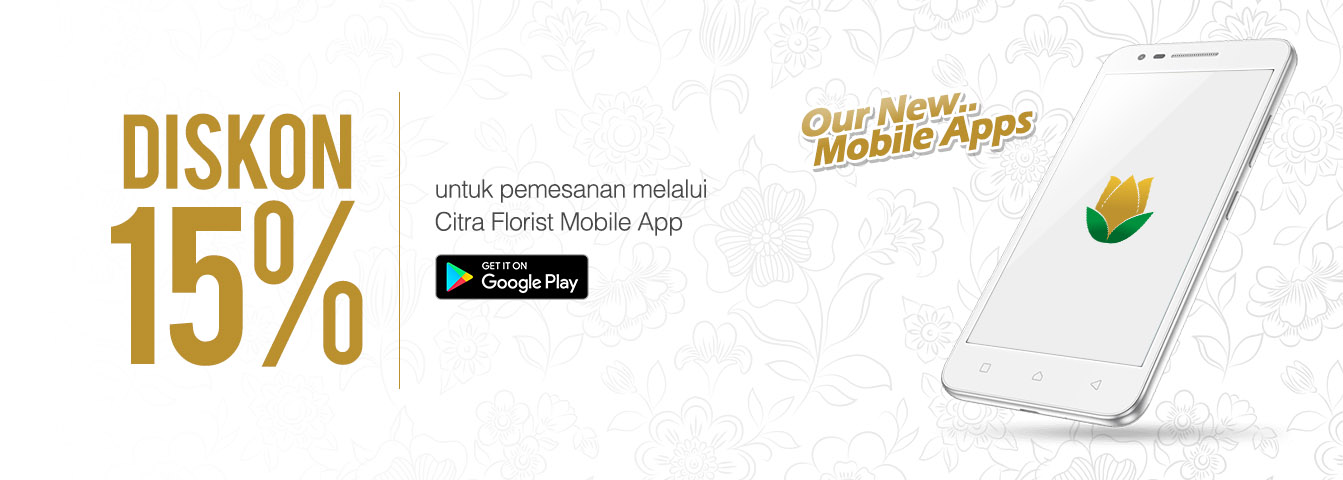 DISKON
15%
untuk pemesanan melalui
Citra Florist Mobile App
GET IT ON
Google Play
Our New..
Mobile Apps